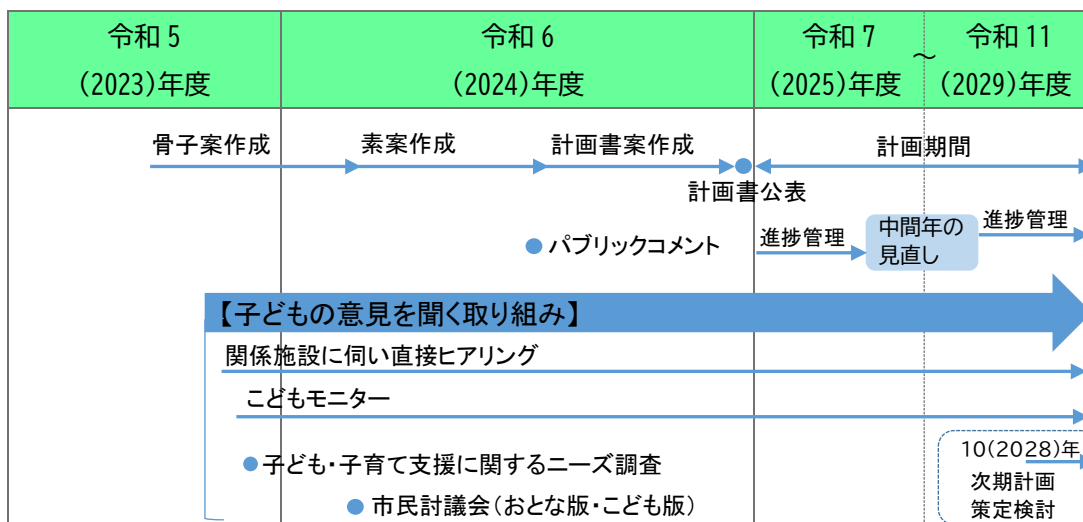 令和5
(2023)年度
令和6
(2024)年度
令和7
(2025)年度
～
令和11
(2029)年度
骨子案作成
素案作成
計画書案作成
計画書公表
計画期間
パブリックコメント
進捗管理
中間年の
見直し
進捗管理
【子どもの意見を聞く取り組み】
関係施設に伺い直接ヒアリング
こどもモニター
子ども・子育て支援に関するニーズ調査
市民討議会（おとな版・こども版）
10(2028)年
次期計画
策定検討